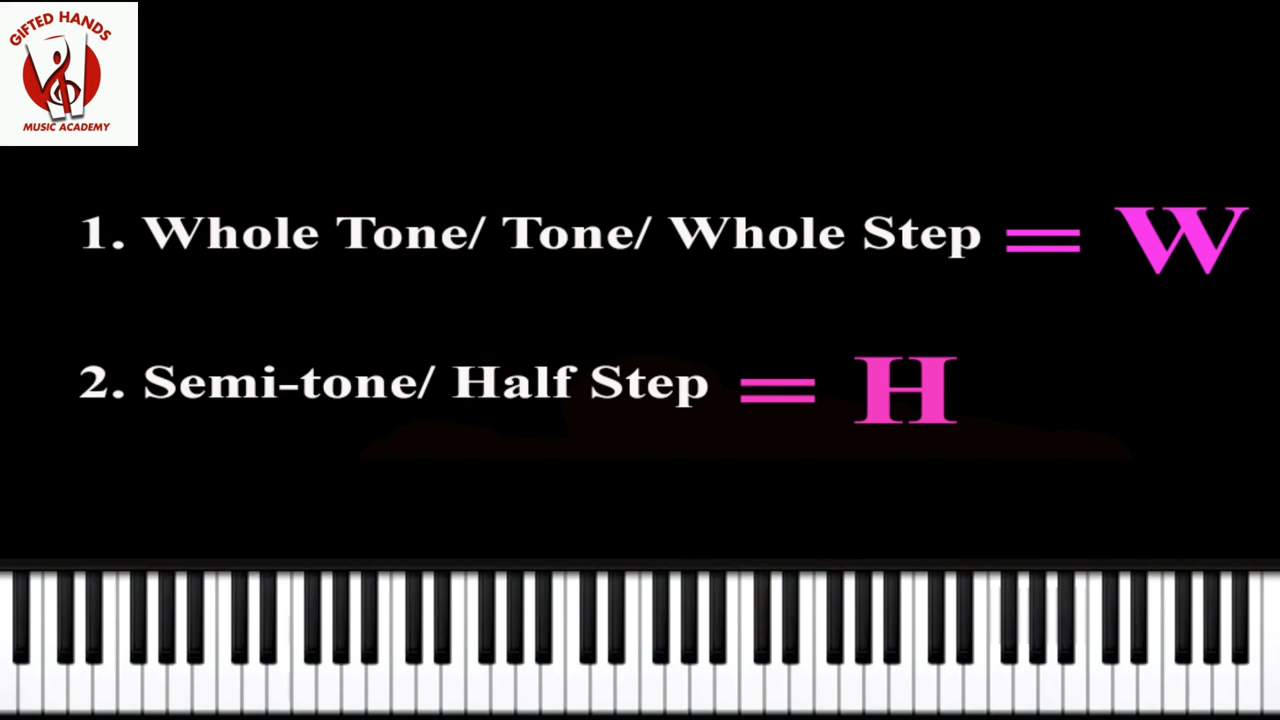 GIFTED HANDS
MUSIC ACADEMY
1. Whole Tone/ Tone/ Whole Step = W
2. Semi-tone/ Half Step = H